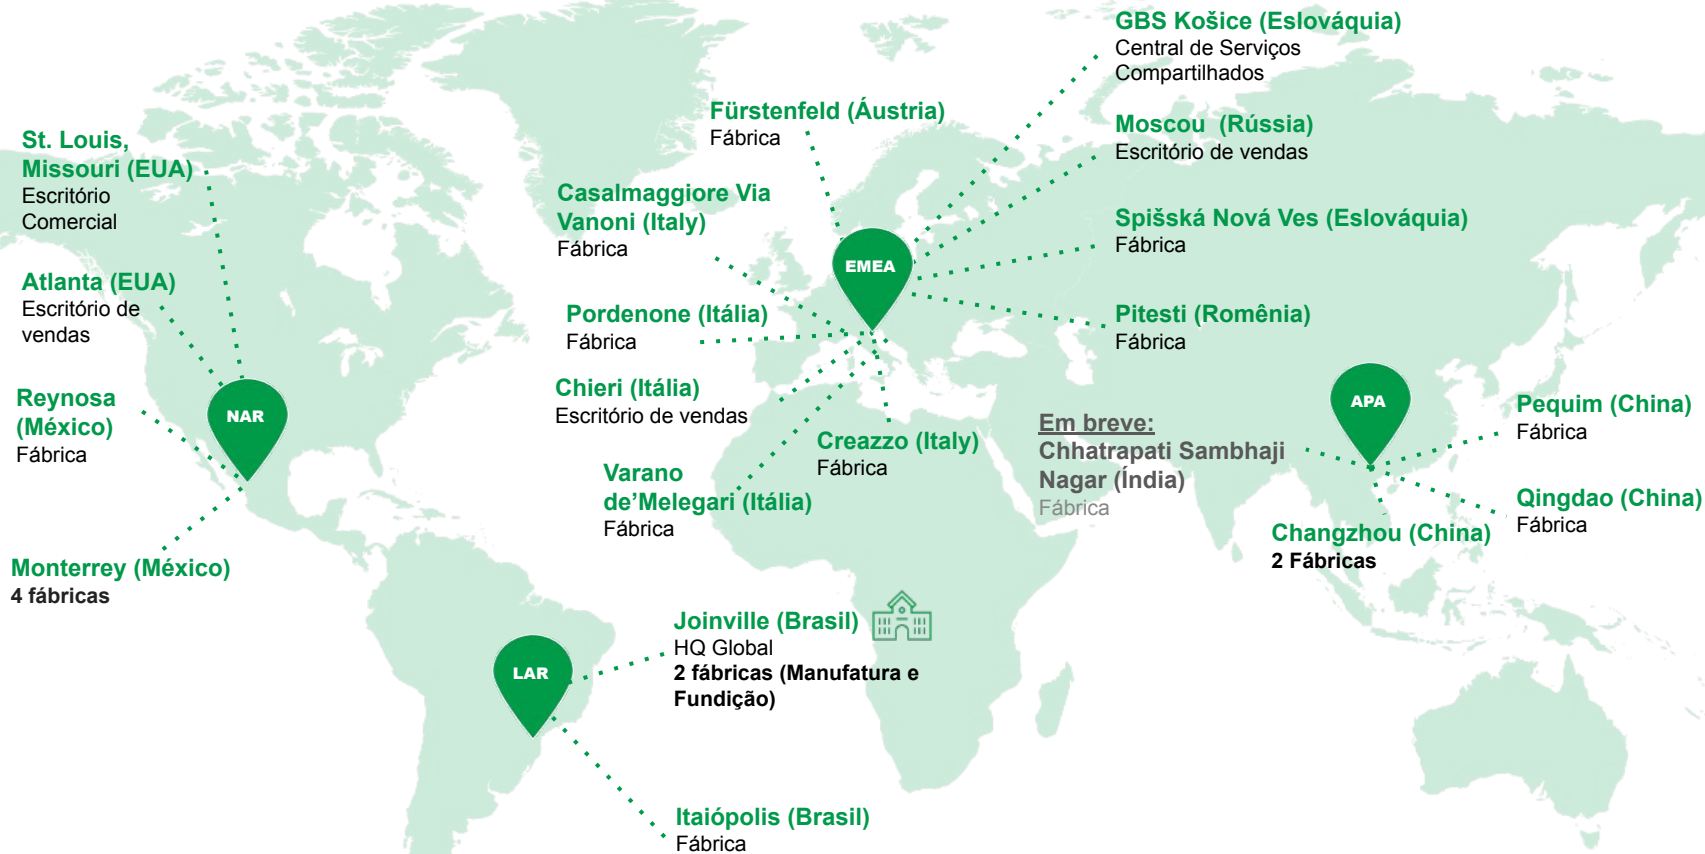 St. Louis,
Missouri (EUA)
Escritório
Comercial
Atlanta (EUA)
Escritório de
vendas
Reynosa
(México)
Fábrica
NAR
Monterrey (México)
4 fábricas
GBS Košice (Eslováquia)
Central de Serviços
Compartilhados
Fürstenfeld (Áustria)
Fábrica
Moscou  (Rússia)
Escritório de vendas
Casalmaggiore Via
Vanoni (Italy)
Fábrica
Spišská Nová Ves (Eslováquia)
Fábrica
EMEA
Pordenone (Itália)
Fábrica
Pitesti (Romênia)
Fábrica
Chieri (Itália)
Escritório de vendas
Creazzo (Italy)
Fábrica
Varano
de’Melegari (Itália)
Fábrica
APA
Em breve:
Chhatrapati Sambhaji
Nagar (Índia)
Fábrica
Pequim (China)
Fábrica
Qingdao (China)
Fábrica
Changzhou (China)
2 Fábricas
LAR
Joinville (Brasil)
HQ Global
2 fábricas (Manufatura e
Fundição)
Itaiópolis (Brasil)
Fábrica